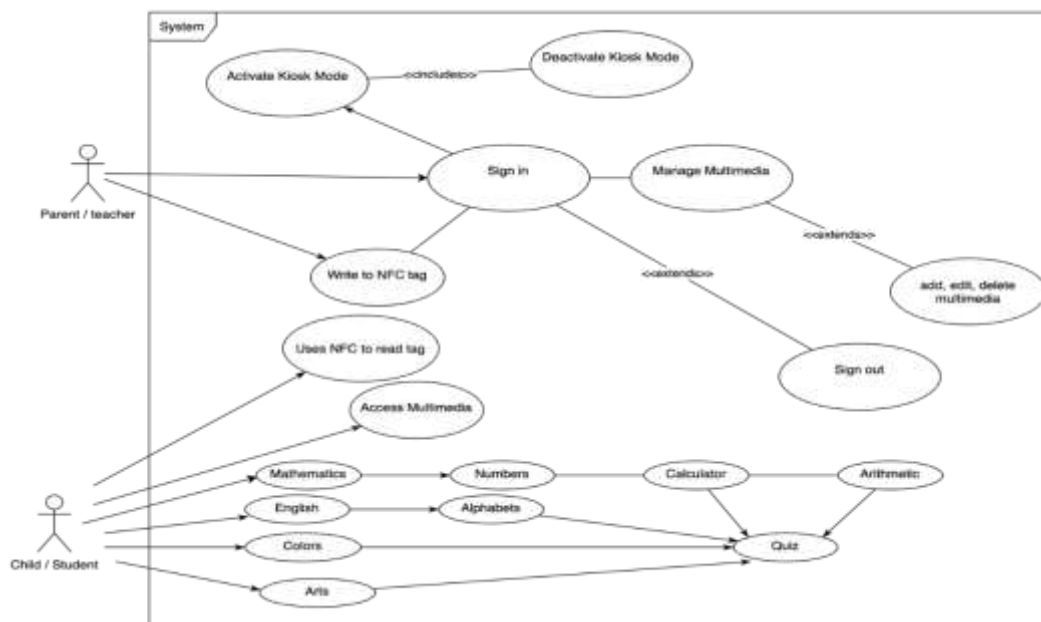 System
Activate Kiosk Mode
<<includes>>
Deactivate Kiosk Mode
Parent / teacher
Sign in
Manage Multimedia
<<extends>>
add, edit, delete
multimedia
Write to NFC tag
<<extends>>
Sign out
Uses NFC to read tag
Access Multimedia
Child / Student
Mathematics
Numbers
Calculator
Arithmetic
English
Alphabets
Colors
Quiz
Arts